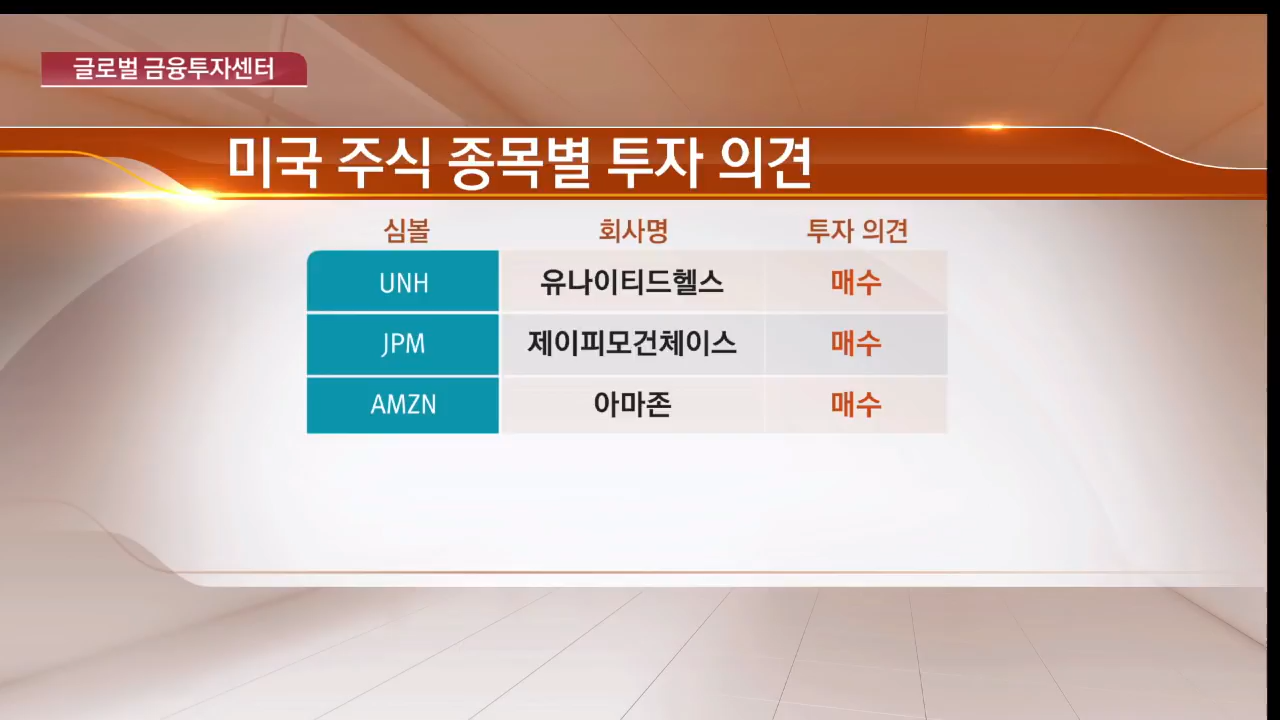 글로벌 금융투자센터
미국 주식 종목별 투자 의견
심볼 회사명 투자 의견
UNH 유나이티드헬스 매수
JPM 제이피모건체이스 매수
AMZN 아마존 매수